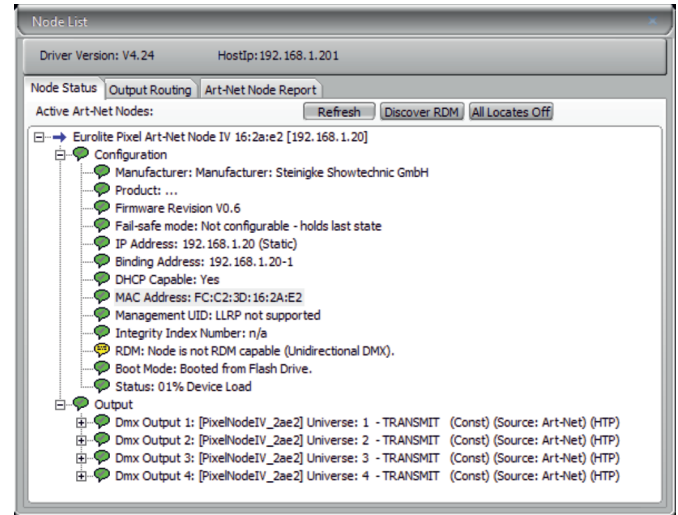 Node List
Driver Version: V4.24 HostIp:192.168.1.201
Node Status Output Routing Art-Net Node Report
Active Art-Net Nodes: Refresh Discover RDM All Locates Off
Eurolite Pixel Art-Net Node IV 16:2a:e2 [192.168.1.20]
Configuration
Manufacturer: Manufacturer: Steinigke Showtechnic GmbH
Product: ...
Firmware Revision V0.6
Fail-safe mode: Not configurable - holds last state
IP Address: 192.168.1.20 (Static)
Binding Address: 192.168.1.20-1
DHCP Capable: Yes
MAC Address: FC:C2:3D:16:2A:E2
Management UID: LLRP not supported
Integrity Index Number: n/a
RDM: Node is not RDM capable (Unidirectional DMX).
Boot Mode: Booted from Flash Drive.
Status: 01% Device Load
Output
Dmx Output 1: [PixelNodeIV_2ae2] Universe: 1 - TRANSMIT (Const) (Source: Art-Net) (HTP)
Dmx Output 2: [PixelNodeIV_2ae2] Universe: 2 - TRANSMIT (Const) (Source: Art-Net) (HTP)
Dmx Output 3: [PixelNodeIV_2ae2] Universe: 3 - TRANSMIT (Const) (Source: Art-Net) (HTP)
Dmx Output 4: [PixelNodeIV_2ae2] Universe: 4 - TRANSMIT (Const) (Source: Art-Net) (HTP)